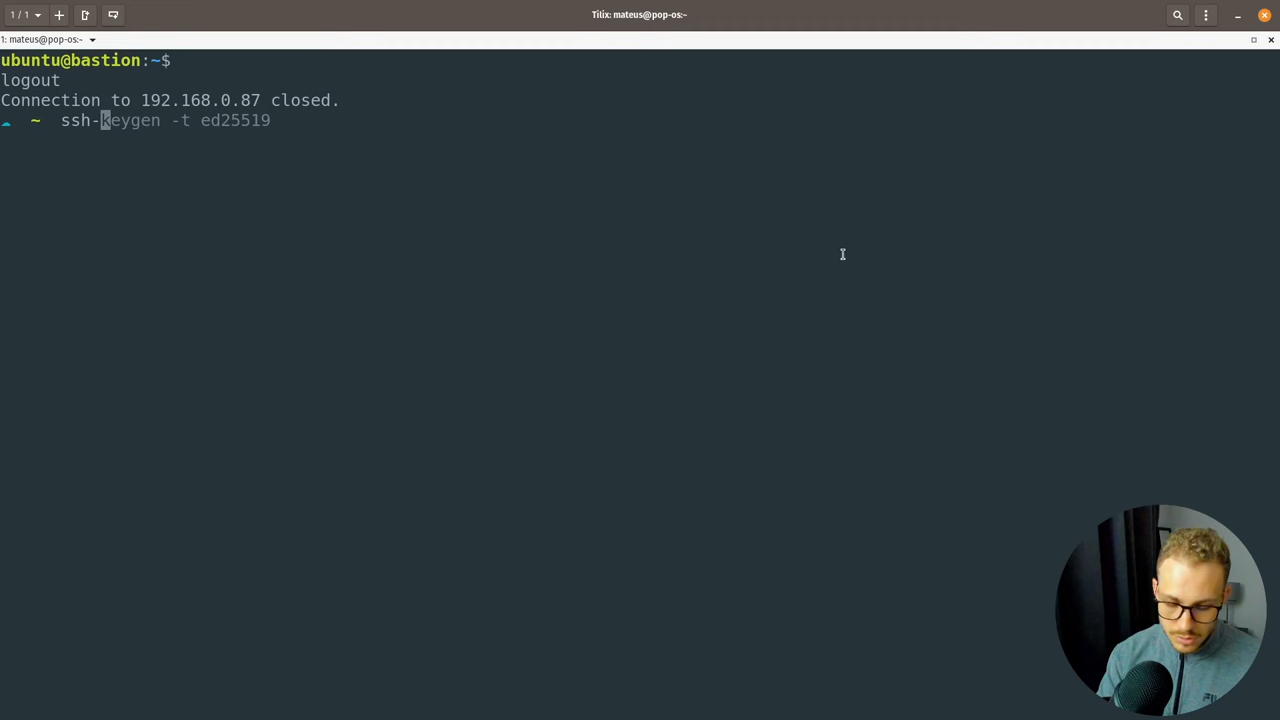 1 / 1
Tilix: mateus@pop-os:~
1: mateus@pop-os:~
ubuntu@bastion:~$
logout
Connection to 192.168.0.87 closed.
~ ssh-keygen -t ed25519